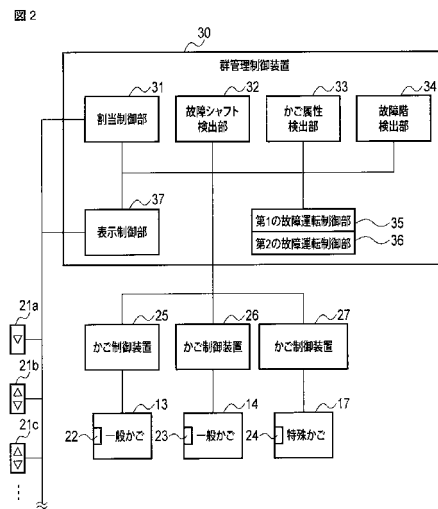 図2
30
群管理制御装置
31
32
33
34
割当制御部
故障シャフト
検出部
かご属性
検出部
故障階
検出部
37
表示制御部
第1の故障運転制御部
35
第2の故障運転制御部
36
21a
25
26
27
かご制御装置
かご制御装置
かご制御装置
21b
13
14
17
22
一般かご
23
一般かご
24
特殊かご
21c